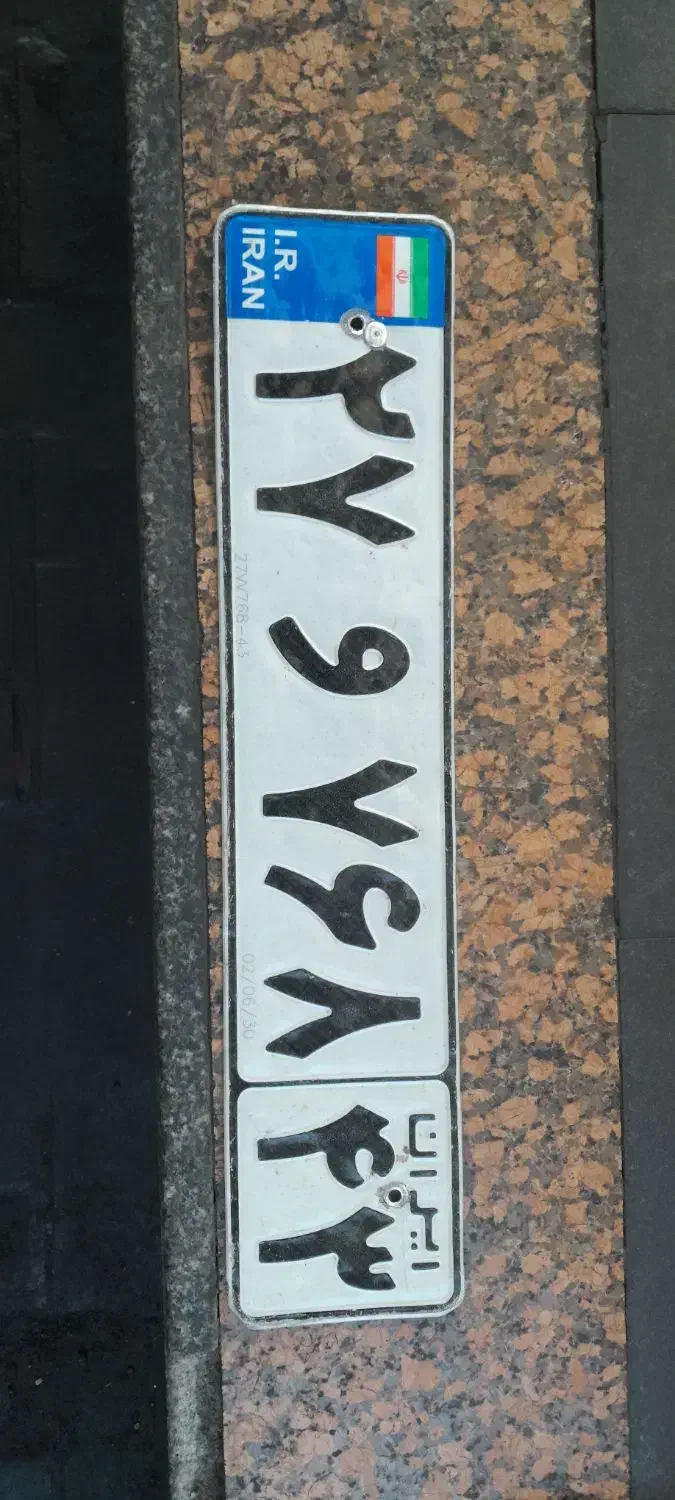 I.R.
IRAN
۲۷ و ۷۶۸
ایران
۴۳
27W768-43
02/06/30